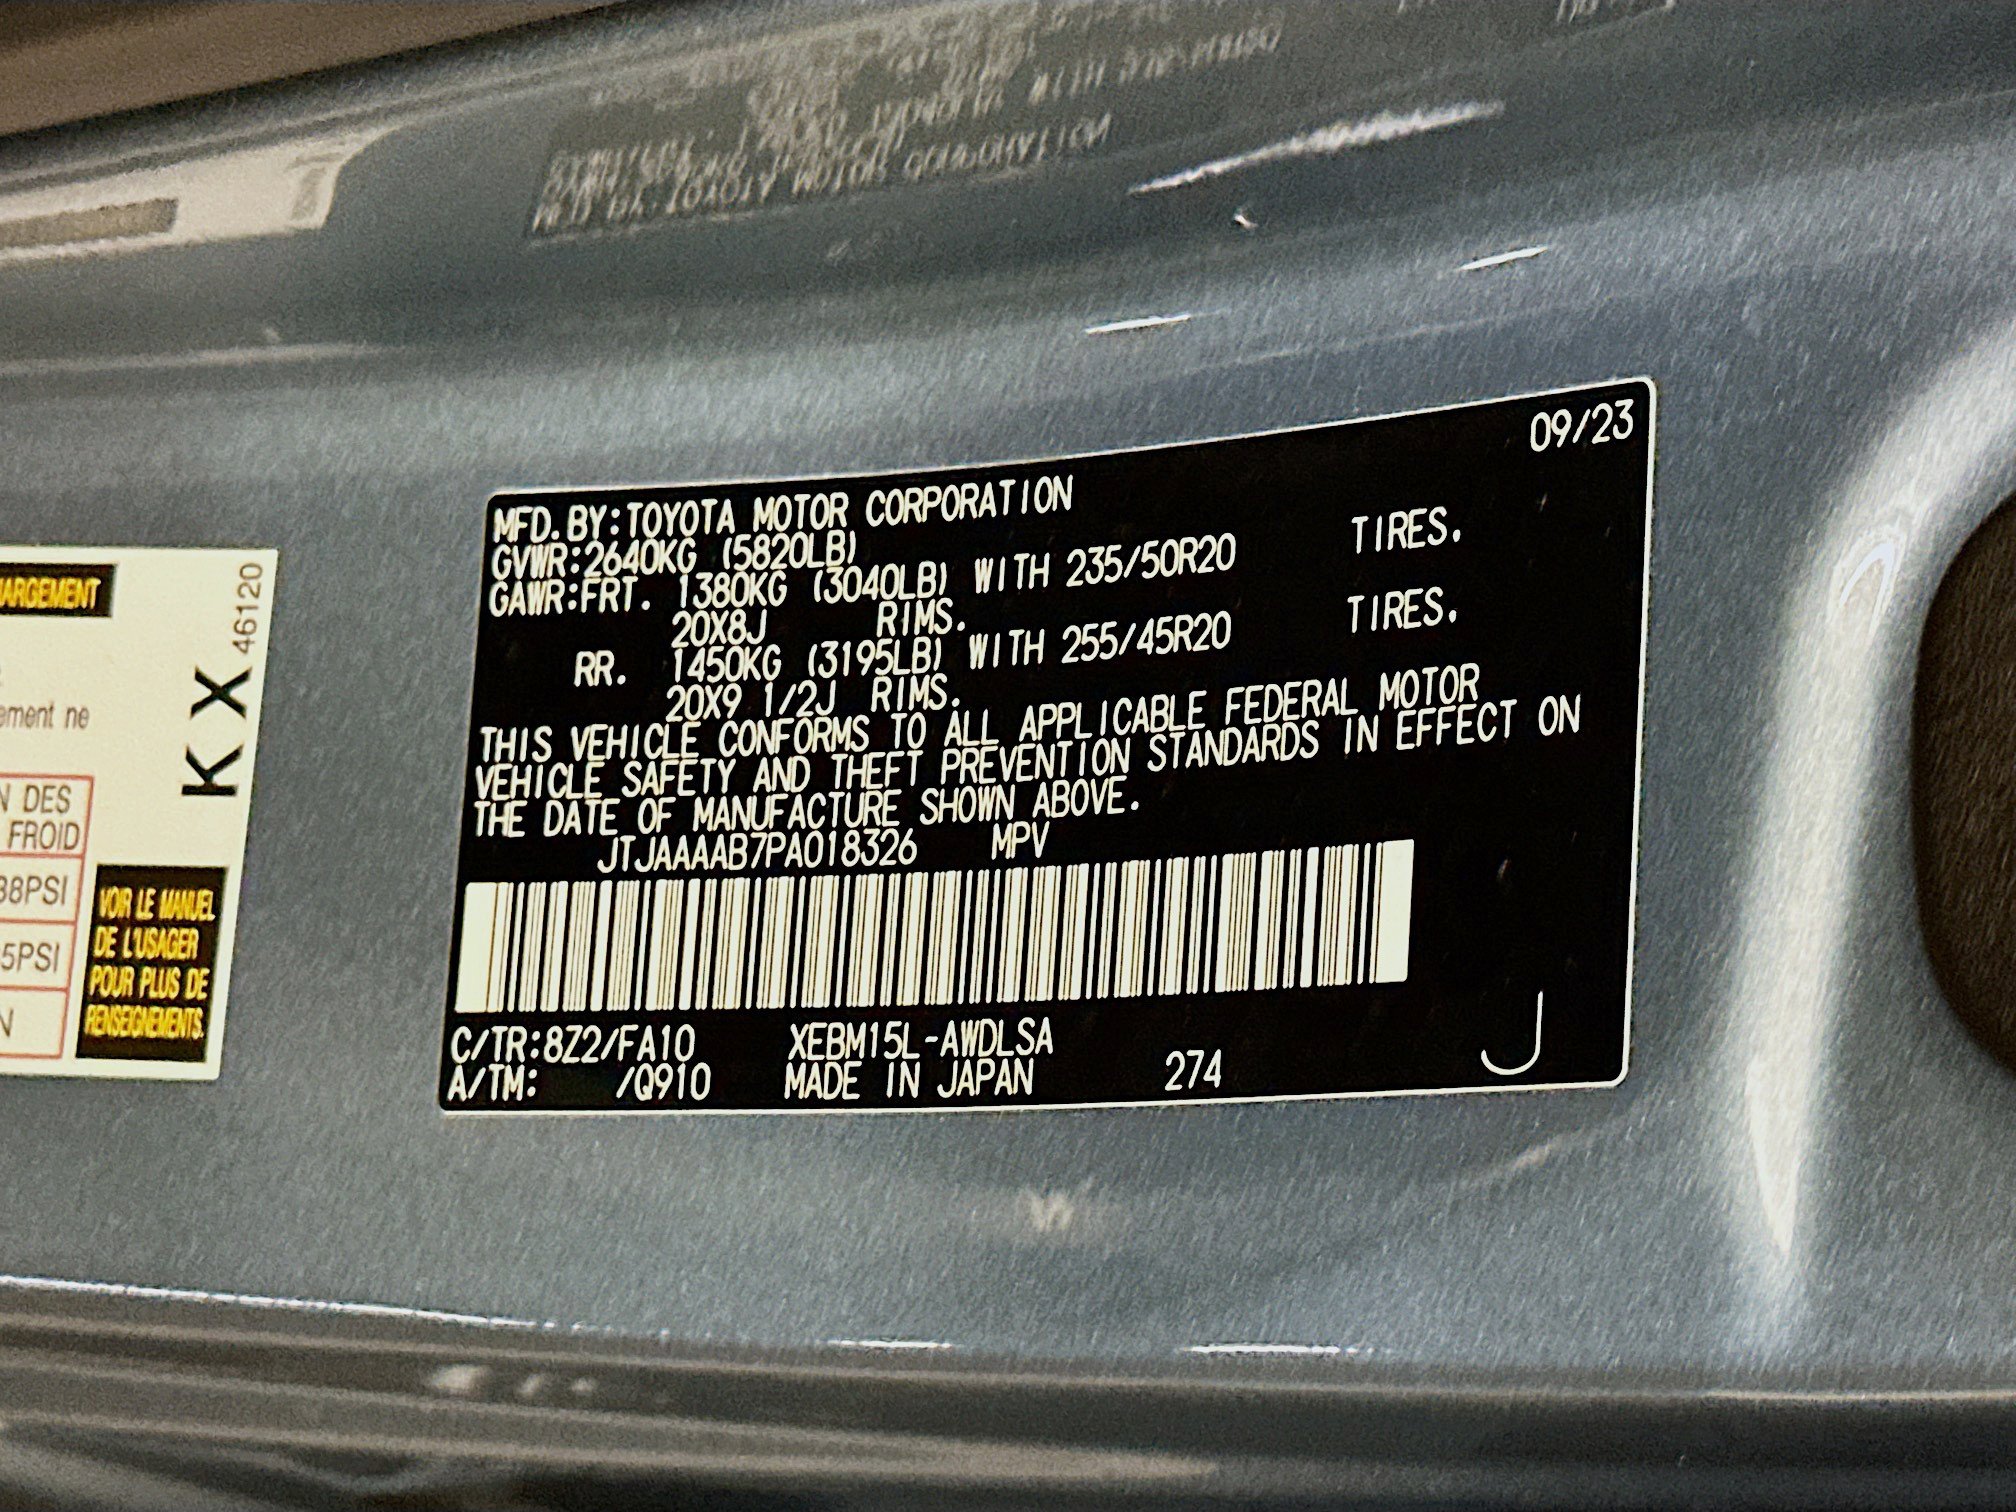 09/23
MFD.BY:TOYOTA MOTOR CORPORATION
GVWR:2640KG (5820LB)
GAWR:FRT. 1380KG (3040LB) WITH 235/50R20 TIRES.
20X8J RIMS.
RR. 1450KG (3195LB) WITH 255/45R20 TIRES.
20X9 1/2J RIMS.
THIS VEHICLE CONFORMS TO ALL APPLICABLE FEDERAL MOTOR
VEHICLE SAFETY AND THEFT PREVENTION STANDARDS IN EFFECT ON
THE DATE OF MANUFACTURE SHOWN ABOVE.
JTJAAAAB7PA018326 MPV
C/TR:8Z2/FA10 XEBM15L-AWDLSA
A/TM: /Q910 MADE IN JAPAN 274 J
ARGEMENT
ement ne
N DES
FROID
38PSI
5PSI
N
KX 46120
VOIR LE MANUEL
DE L'USAGER
POUR PLUS DE
RENSEIGNEMENTS.